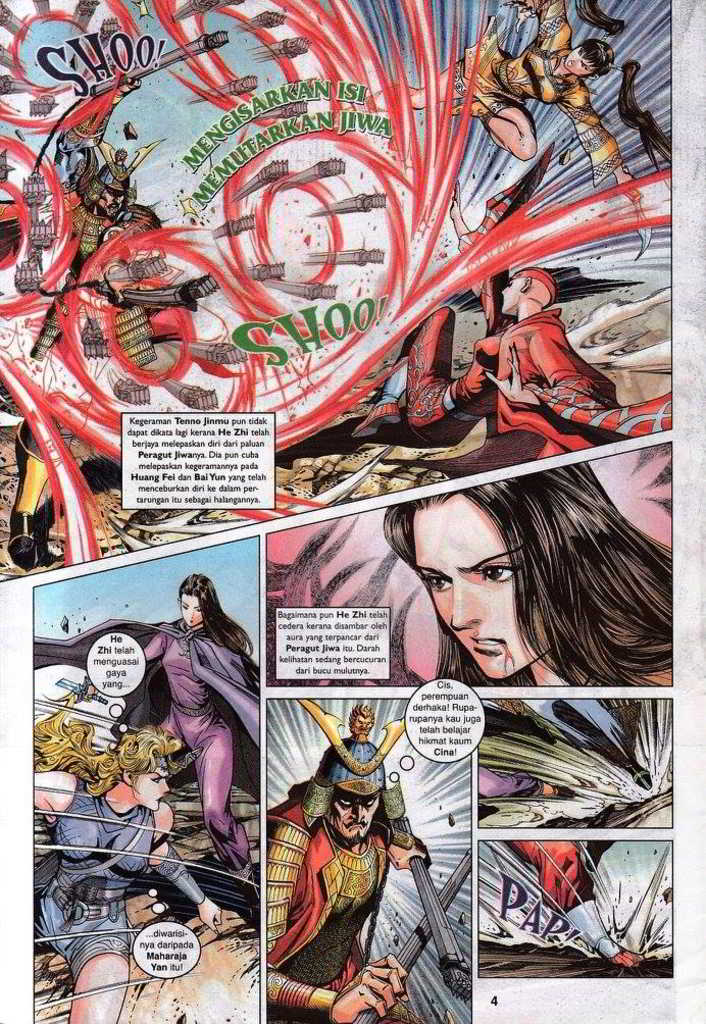 SHOO!
MENGISARKAN ISI
MEMUTARKAN JIWA
SHOO!
Kegeraman Tenno Jinmu pun tidak
dapat dikata lagi kerana He Zhi telah
berjaya melepaskan diri dari paluan
Peragut Jiwanya. Dia pun cuba
melepaskan kegeramannya pada
Huang Fei dan Bai Yun yang telah
menceburkan diri ke dalam per-
tarungan itu sebagai halangannya.
Bagaimana pun He Zhi telah
cedera kerana disambar oleh
aura yang terpancar dari
Peragut Jiwa itu. Darah
kelihatan sedang bercucuran
dari bucu mulutnya.
He
Zhi telah
menguasai
gaya
yang...
...diwarisi-
nya daripada
Maharaja
Yan itu!
Cis,
perempuan
derhaka! Rupa-
rupanya kau juga
telah belajar
hikmat kaum
Cina!
PAP!
4